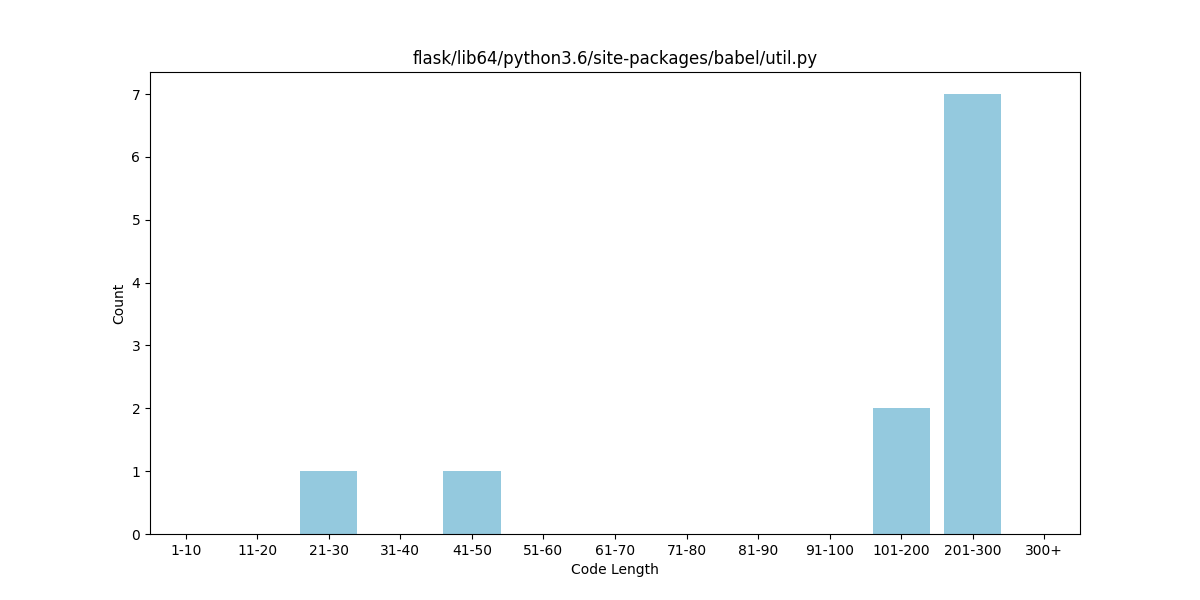 flask/lib64/python3.6/site-packages/babel/util.py
7
6
5
4
3
2
1
0
Count
1-10 11-20 21-30 31-40 41-50 51-60 61-70 71-80 81-90 91-100 101-200 201-300 300+
Code Length